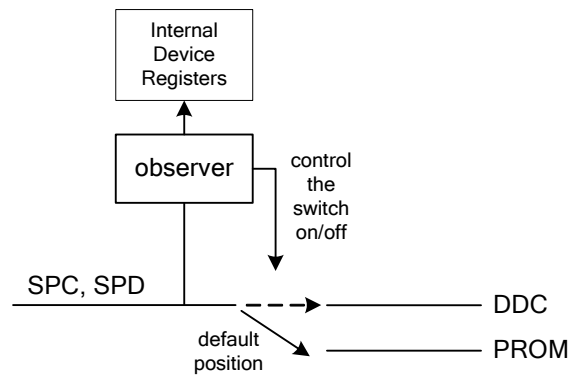 Internal
Device
Registers
observer
control
the
switch
on/off
SPC, SPD
DDC
default
position
PROM